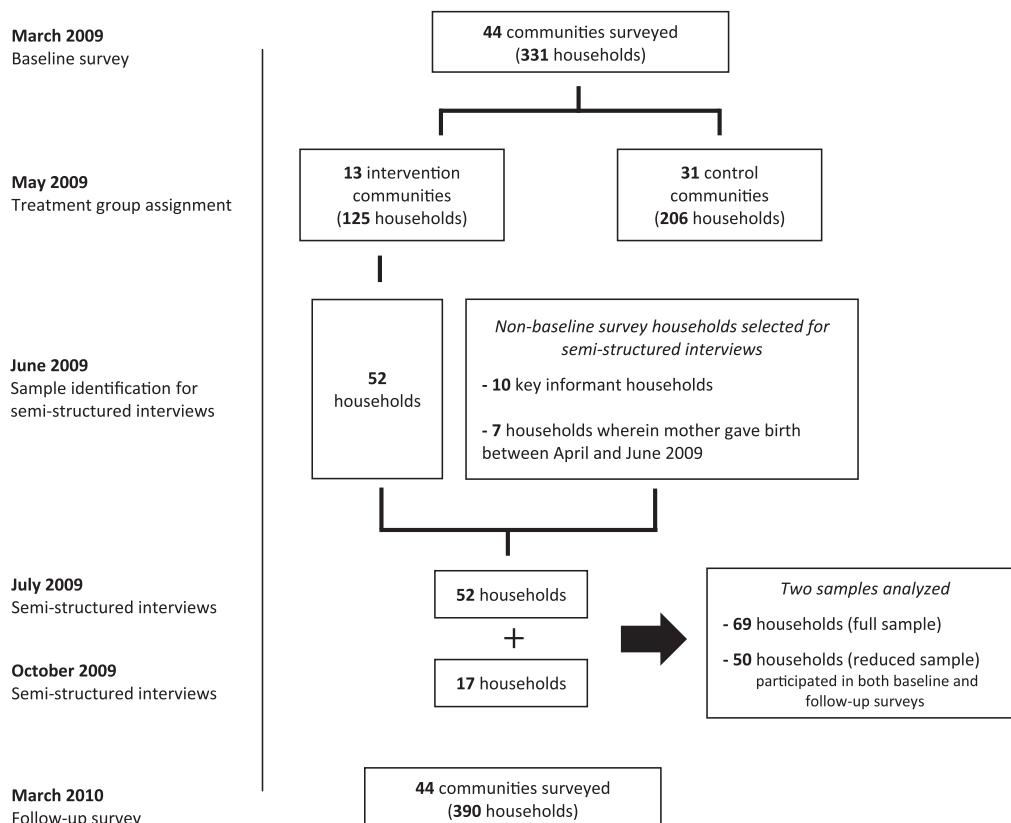 March 2009
Baseline survey
44 communities surveyed
(331 households)
May 2009
Treatment group assignment
13 intervention
communities
(125 households)
31 control
communities
(206 households)
June 2009
Sample identification for
semi-structured interviews
52
households
Non-baseline survey households selected for
semi-structured interviews
- 10 key informant households
- 7 households wherein mother gave birth
between April and June 2009
July 2009
Semi-structured interviews
52 households
+
October 2009
Semi-structured interviews
17 households
Two samples analyzed
- 69 households (full sample)
- 50 households (reduced sample)
participated in both baseline and
follow-up surveys
March 2010
Follow-up survey
44 communities surveyed
(390 households)